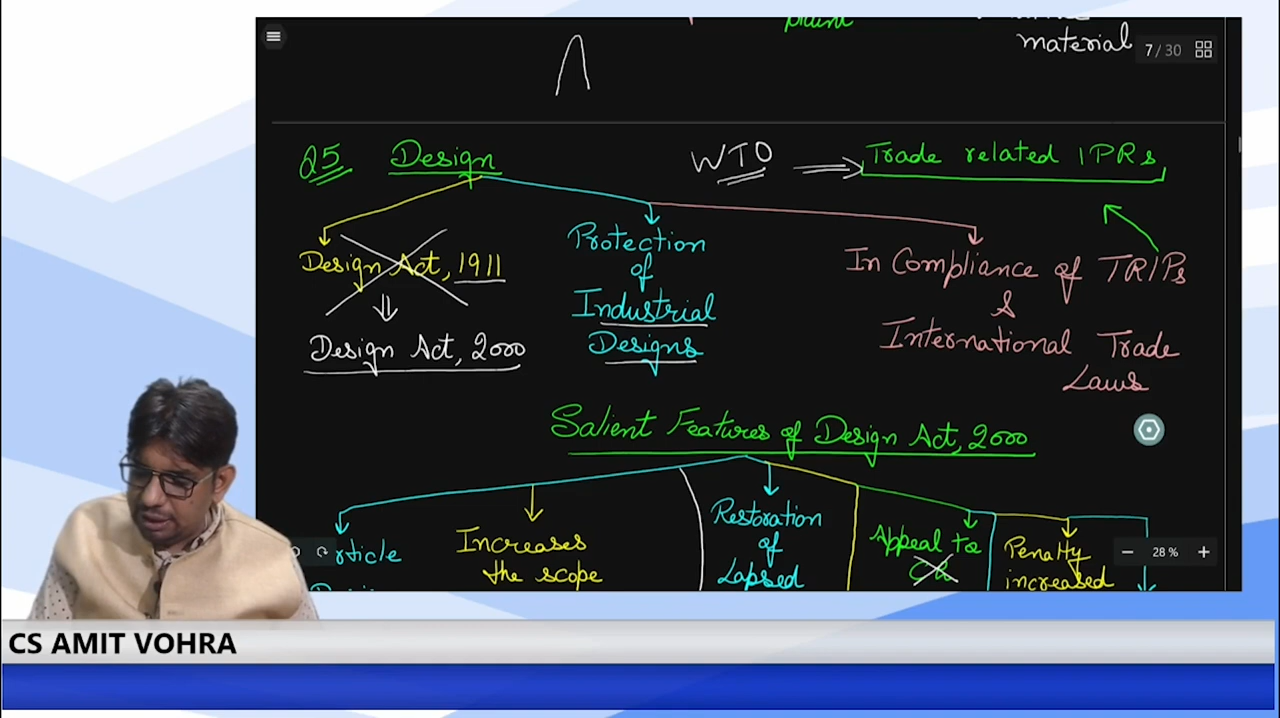 plant
material
7 / 30
Q5 Design
WTO ⇒ Trade related IPRs
Design Act, 1911
⇓
Design Act, 2000
Protection
of
Industrial
Designs
In Compliance of TRIPs
&
International Trade
Laws
Salient Features of Design Act, 2000
rticle
Increases
the scope
Restoration
of
Lapsed
Appeal to
Penalty
increased
− 28 % +
CS AMIT VOHRA